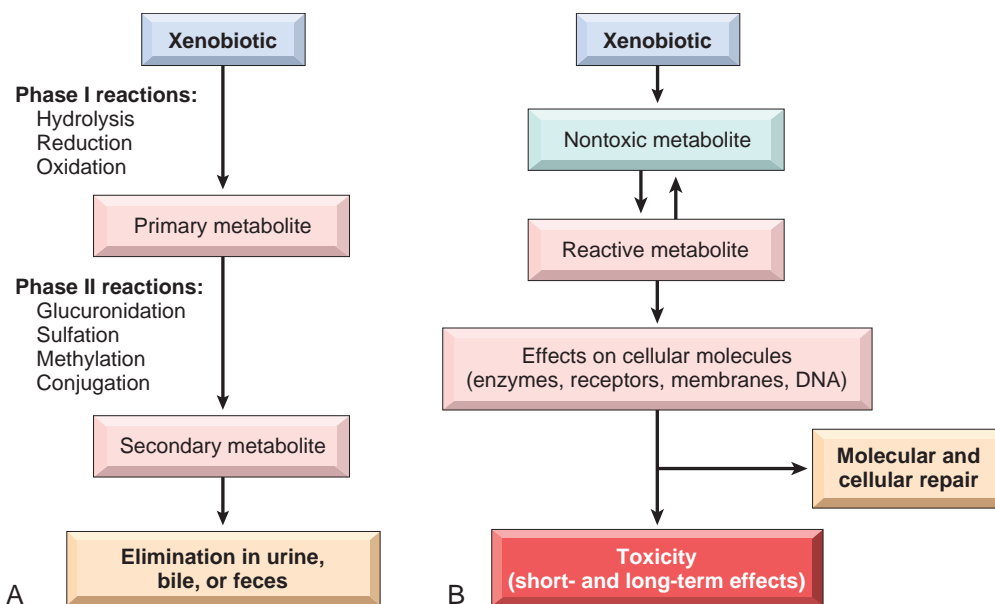 Xenobiotic
Phase I reactions:
Hydrolysis
Reduction
Oxidation
Primary metabolite
Phase II reactions:
Glucuronidation
Sulfation
Methylation
Conjugation
Secondary metabolite
Elimination in urine,
bile, or feces
A
Xenobiotic
Nontoxic metabolite
Reactive metabolite
Effects on cellular molecules
(enzymes, receptors, membranes, DNA)
Molecular and
cellular repair
Toxicity
(short- and long-term effects)
B